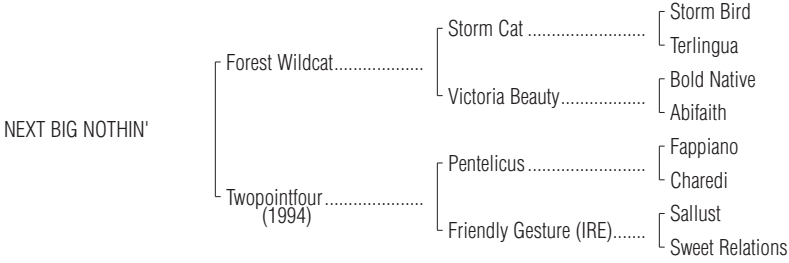 Storm Bird
Storm Cat ..........................
Terlingua
Forest Wildcat....................
Bold Native
Victoria Beauty...................
Abifaith
NEXT BIG NOTHIN'
Fappiano
Pentelicus ..........................
Charedi
Twopointfour ......................
(1994)
Sallust
Friendly Gesture (IRE).......
Sweet Relations